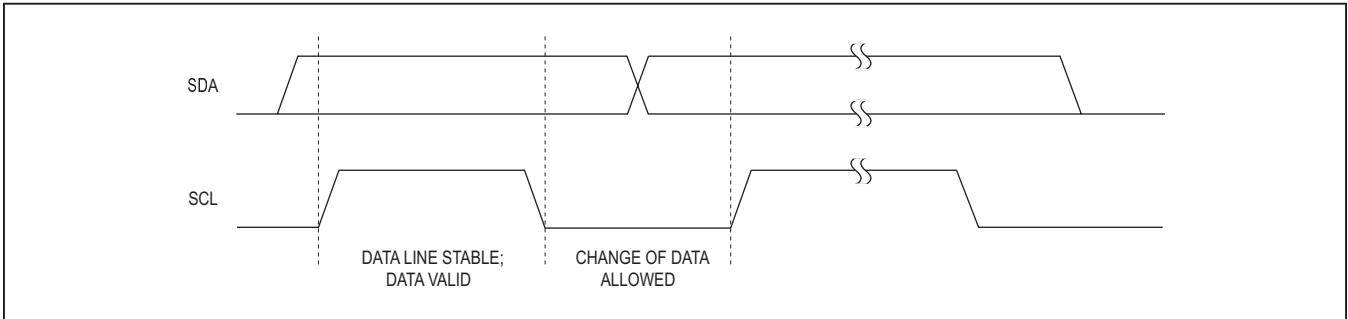 SDA
SCL
DATA LINE STABLE;
DATA VALID
CHANGE OF DATA
ALLOWED